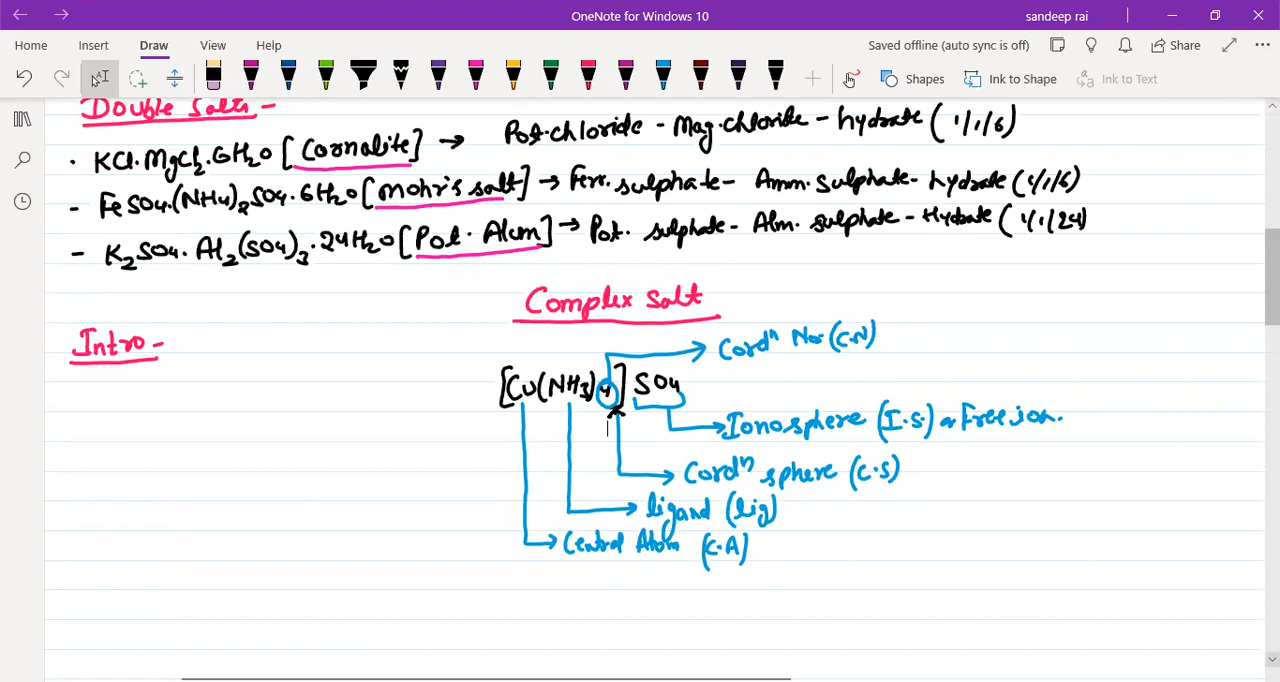 OneNote for Windows 10
sandeep rai
Home Insert Draw View Help
Saved offline (auto sync is off) Share
Shapes Ink to Shape Ink to Text
Double Salts -
· KCl.MgCl2.6H2O [Cornalite] → Pot.chloride - Mag.chloride - hydrate (1/1/6)
- FeSO4.(NH4)2SO4.6H2O [Mohr's salt] → Ferr. sulphate - Amm. sulphate - hydrate (1/1/6)
- K2SO4.Al2(SO4)3.24H2O [Pot. Alum] → Pot. sulphate - Alm. sulphate - Hydrate (1/1/24)
Complex Salt
Intro -
Cordn No. (C.N)
[Cu(NH3)4] SO4
Ionosphere (I.S.) or Free ion.
Cordn sphere (C.S)
ligand (lig)
Central Atom (C.A)